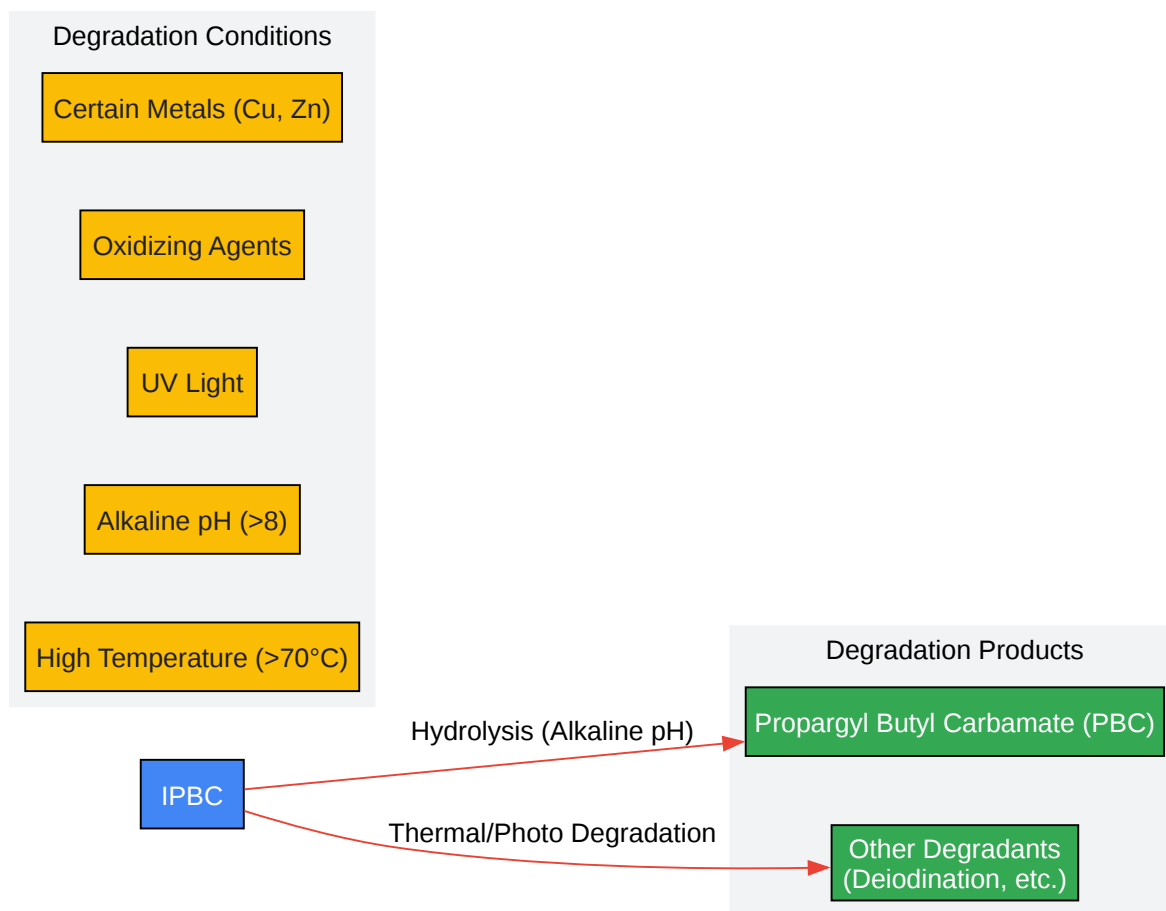 Degradation Conditions
Certain Metals (Cu, Zn)
Oxidizing Agents
UV Light
Alkaline pH (>8)
High Temperature (>70°C)
IPBC
Hydrolysis (Alkaline pH)
Thermal/Photo Degradation
Degradation Products
Propargyl Butyl Carbamate (PBC)
Other Degradants
(Deiodination, etc.)